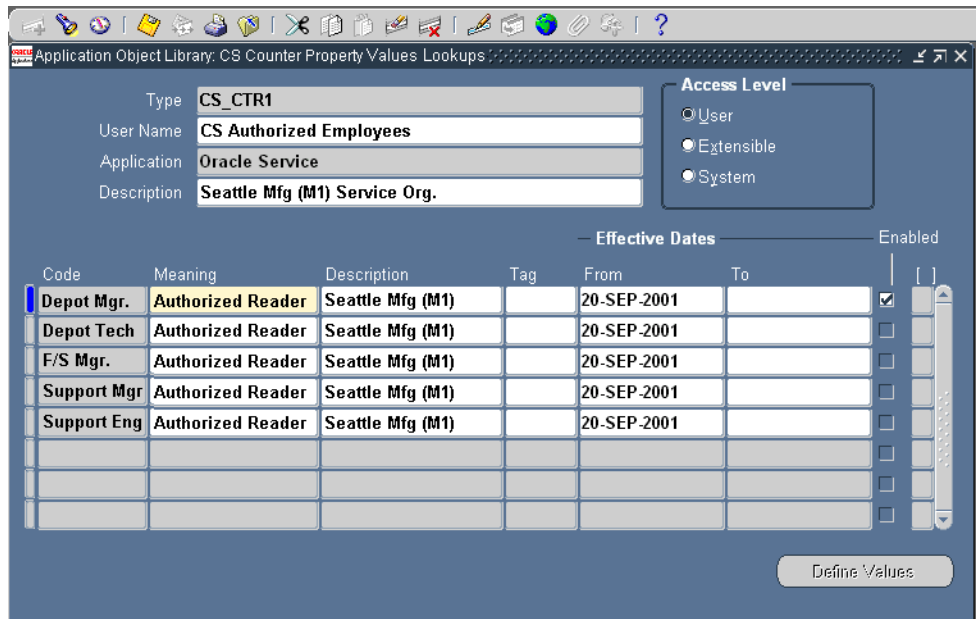 ?
ORACLE
Application Object Library: CS Counter Property Values Lookups
Type CS_CTR1
User Name CS Authorized Employees
Application Oracle Service
Description Seattle Mfg (M1) Service Org.
Access Level
User
Extensible
System
Effective Dates Enabled
Code Meaning Description Tag From To [ ]
Depot Mgr. Authorized Reader Seattle Mfg (M1) 20-SEP-2001
Depot Tech Authorized Reader Seattle Mfg (M1) 20-SEP-2001
F/S Mgr. Authorized Reader Seattle Mfg (M1) 20-SEP-2001
Support Mgr Authorized Reader Seattle Mfg (M1) 20-SEP-2001
Support Eng Authorized Reader Seattle Mfg (M1) 20-SEP-2001
Define Values